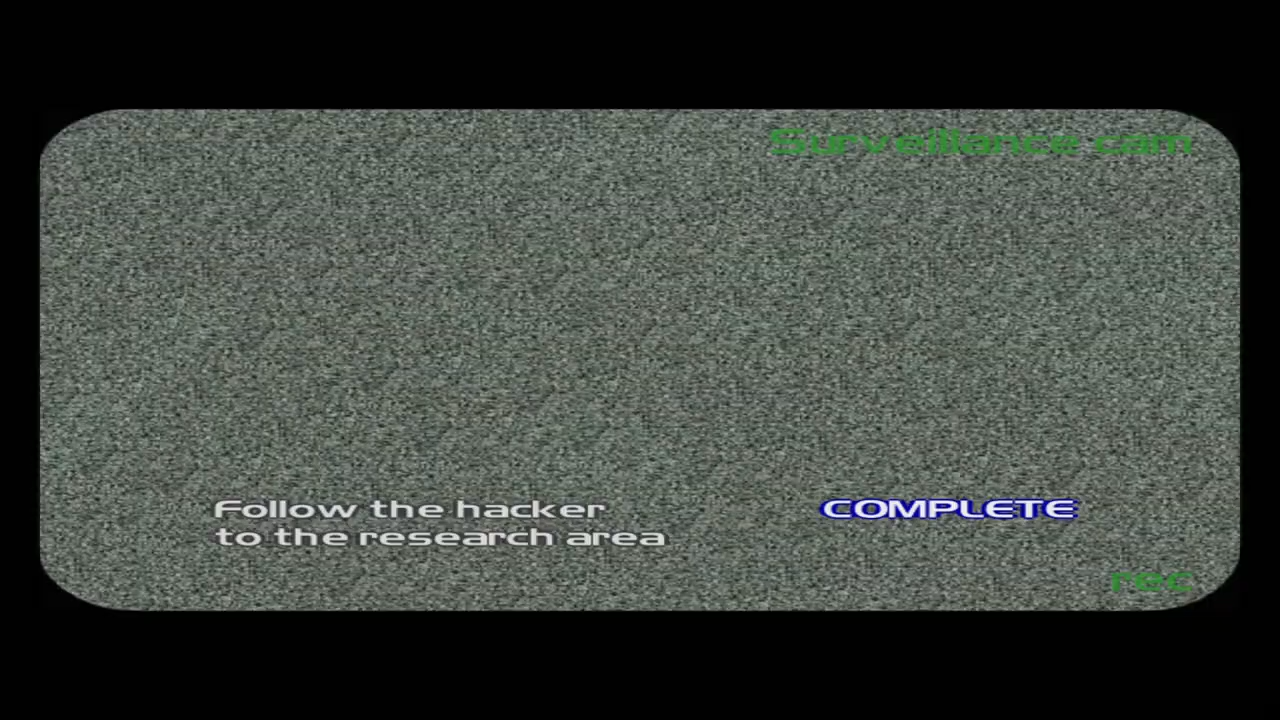 Surveillance cam
Follow the hacker
to the research area
COMPLETE
rec